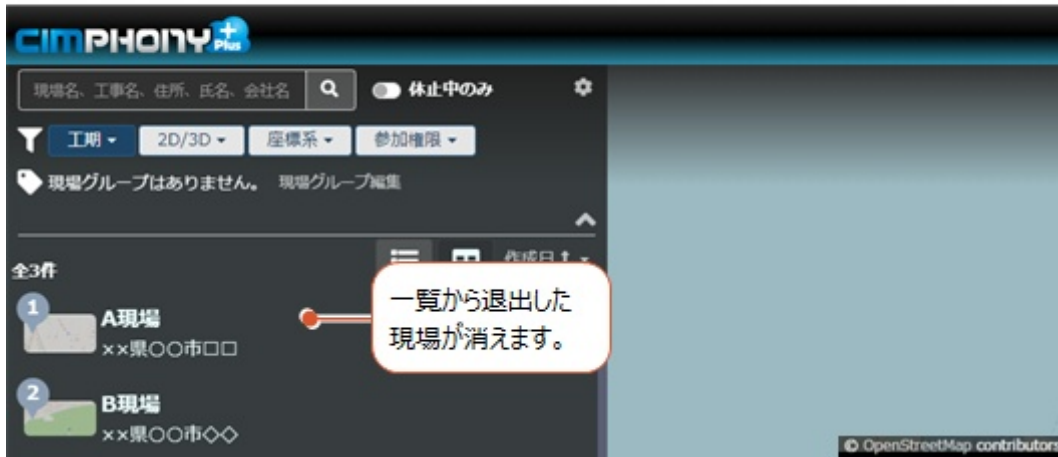 CIMPHONY Plus
現場名、工事名、住所、氏名、会社名
休止中のみ
工期
2D/3D
座標系
参加権限
現場グループはありません。 現場グループ編集
作成日↑
全3件
一覧から退出した
現場が消えます。
1
A現場
××県〇〇市□□
2
B現場
××県〇〇市◇◇
© OpenStreetMap contributors